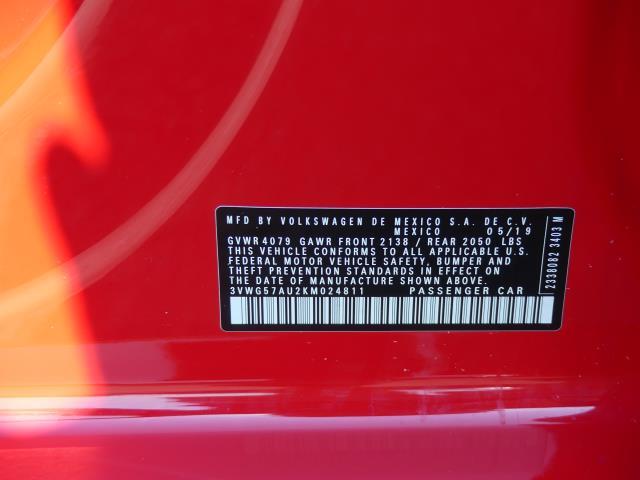 MFD BY VOLKSWAGEN DE MEXICO S.A. DE C.V.
MEXICO 05/19
GVWR 4079 GAWR FRONT 2138 / REAR 2050 LBS
THIS VEHICLE CONFORMS TO ALL APPLICABLE U.S.
FEDERAL MOTOR VEHICLE SAFETY, BUMPER AND
THEFT PREVENTION STANDARDS IN EFFECT ON
THE DATE OF MANUFACTURE SHOWN ABOVE.
3VWG57AU2KM024811 PASSENGER CAR
2338082 3403 M